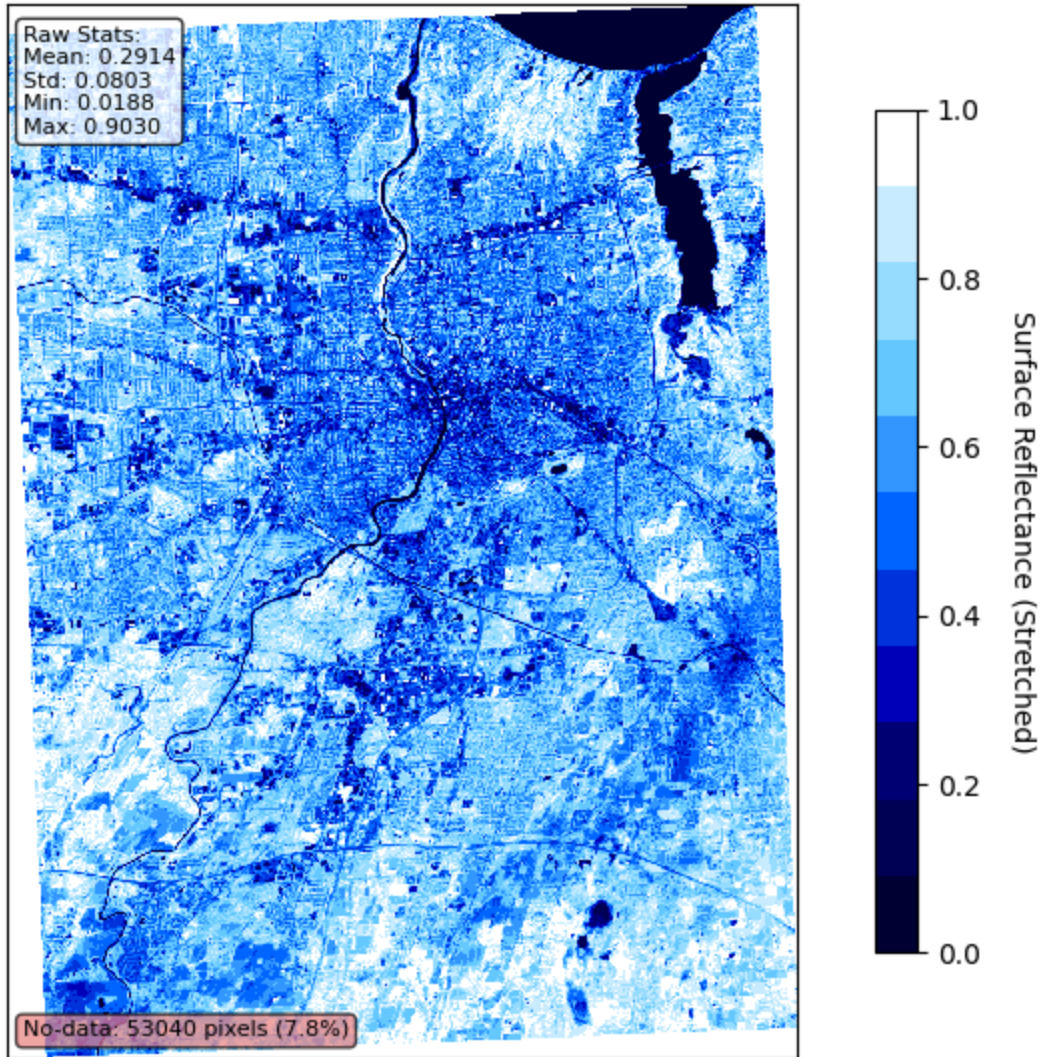 Raw Stats:
Mean: 0.2914
Std: 0.0803
Min: 0.0188
Max: 0.9030
1.0
0.8
0.6
0.4
0.2
0.0
Surface Reflectance (Stretched)
No-data: 53040 pixels (7.8%)